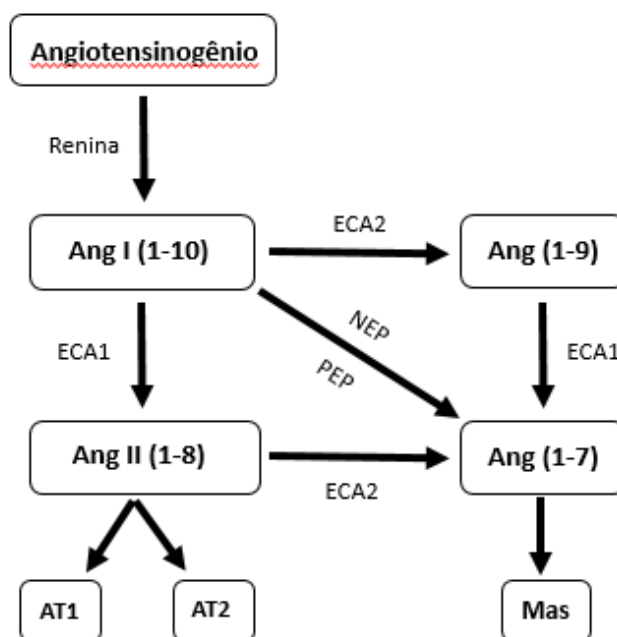 Angiotensinogênio
Renina
Ang I (1-10)
ECA2
Ang (1-9)
ECA1
NEP
PEP
ECA1
Ang II (1-8)
ECA2
Ang (1-7)
AT1
AT2
Mas